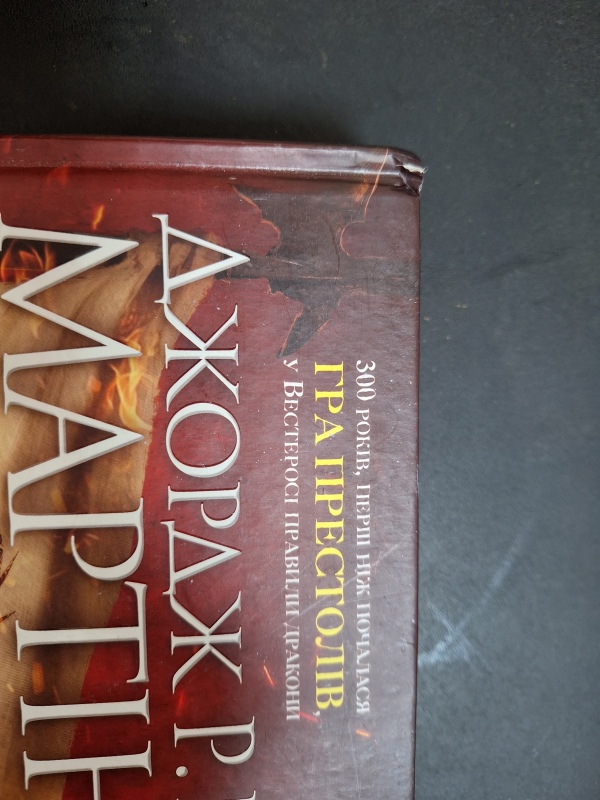 300 РОКІВ, ПЕРШ НІЖ ПОЧАЛАСЯ
ГРА ПРЕСТОЛІВ,
У ВЕСТЕРОСІ ПРАВИЛИ ДРАКОНИ
ДЖОРДЖ Р.
МАРТІН